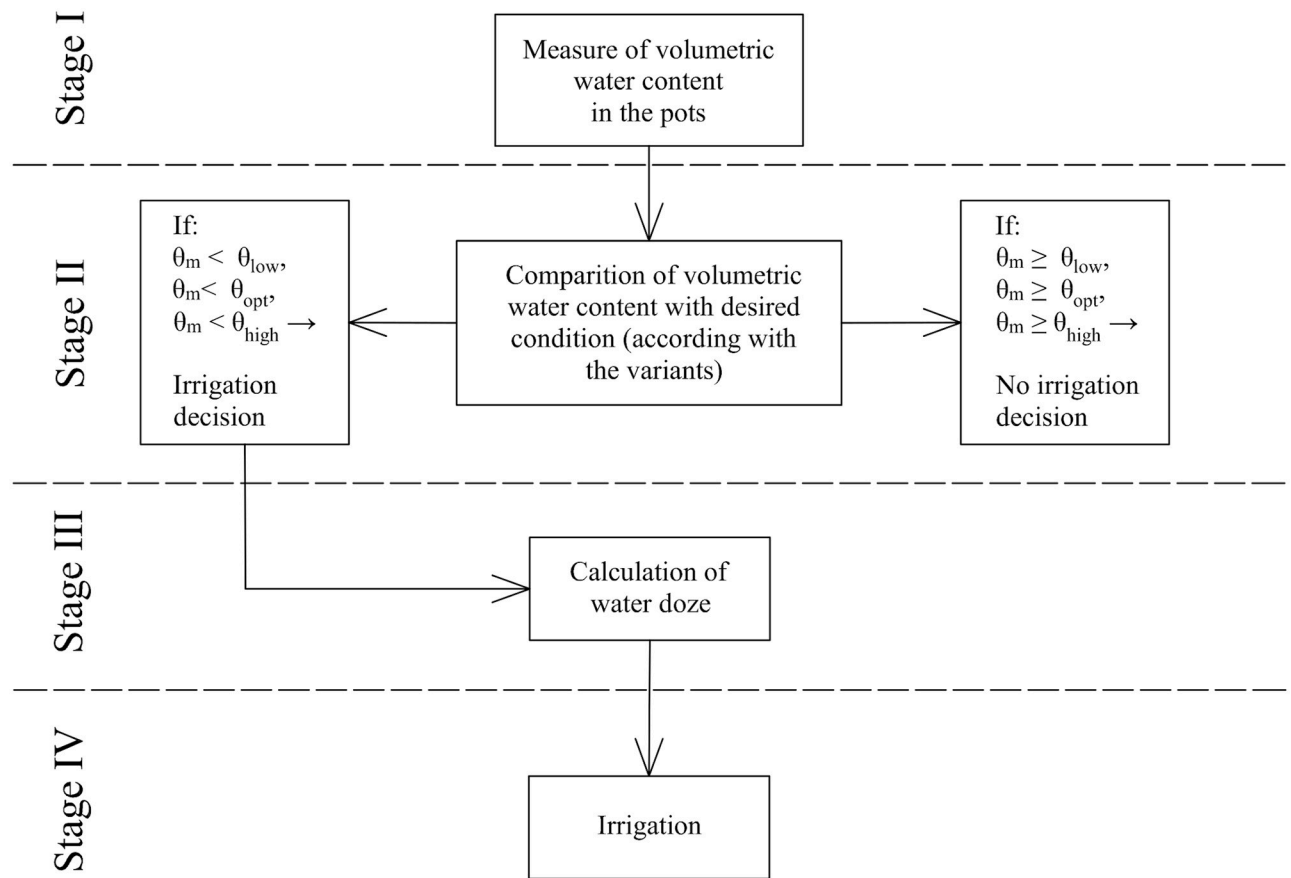 Stage I
Measure of volumetric
water content
in the pots
Stage II
If:
θm < θlow,
θm< θopt,
θm < θhigh →
Irrigation
decision
Comparition of volumetric
water content with desired
condition (according with
the variants)
If:
θm ≥ θlow,
θm ≥ θopt,
θm ≥ θhigh →
No irrigation
decision
Stage III
Calculation of
water doze
Stage IV
Irrigation